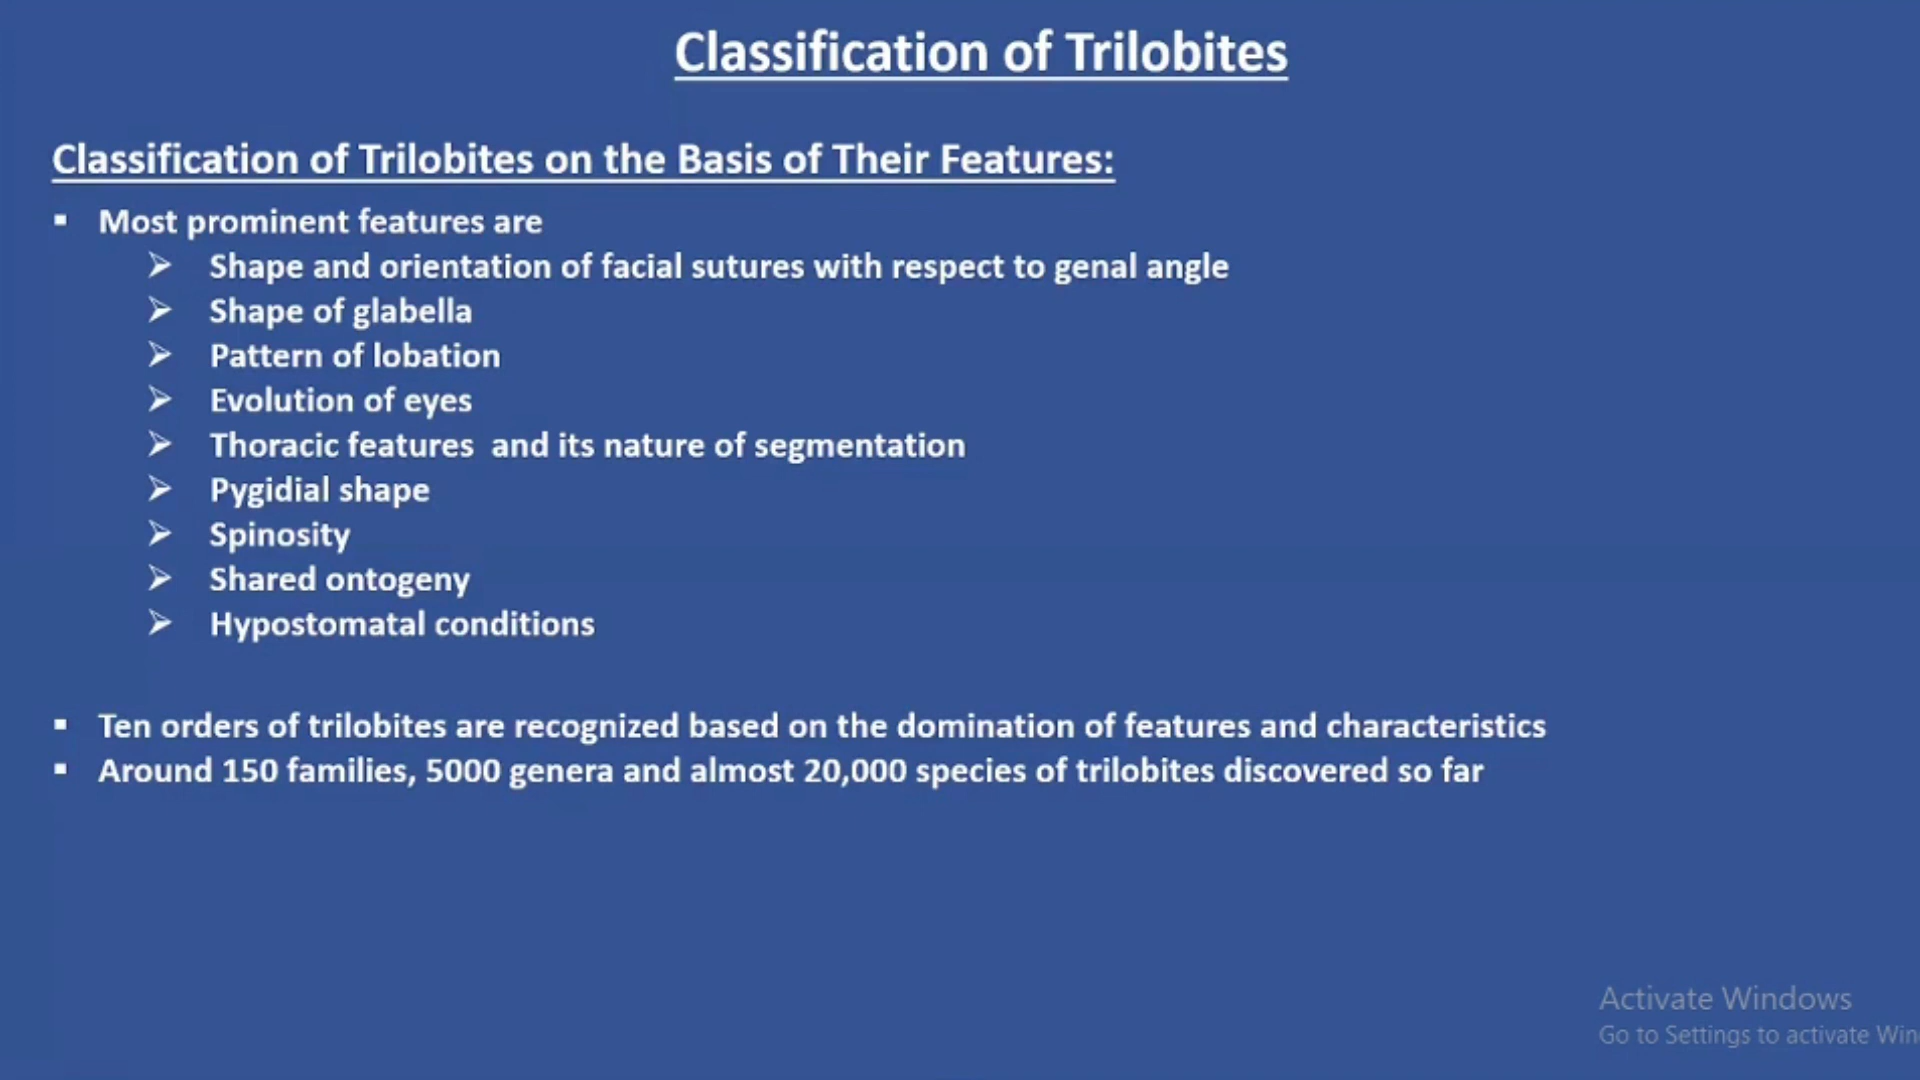 Classification of Trilobites
Classification of Trilobites on the Basis of Their Features:
▪ Most prominent features are
➢ Shape and orientation of facial sutures with respect to genal angle
➢ Shape of glabella
➢ Pattern of lobation
➢ Evolution of eyes
➢ Thoracic features and its nature of segmentation
➢ Pygidial shape
➢ Spinosity
➢ Shared ontogeny
➢ Hypostomatal conditions
▪ Ten orders of trilobites are recognized based on the domination of features and characteristics
▪ Around 150 families, 5000 genera and almost 20,000 species of trilobites discovered so far
Activate Windows
Go to Settings to activate Win